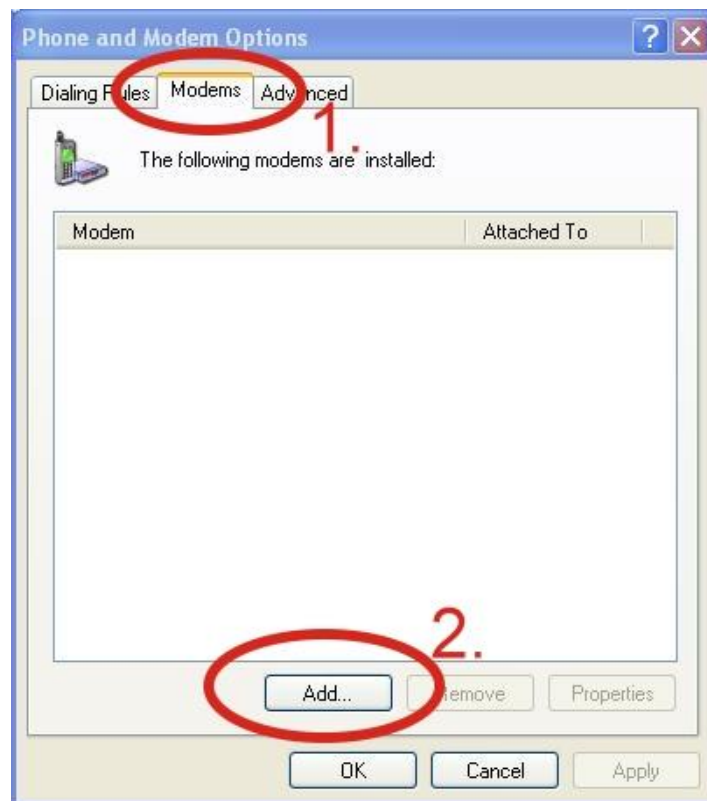 Phone and Modem Options
Dialing Rules Modems Advanced
1.
The following modems are installed:
Modem Attached To
2.
Add... Remove Properties
OK Cancel Apply